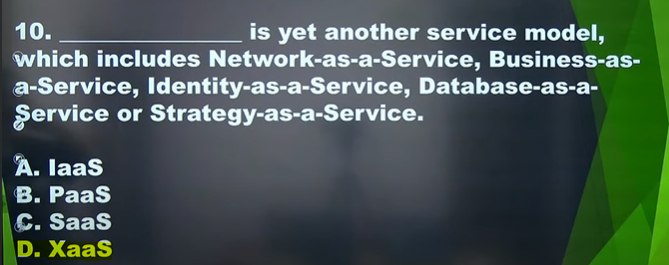 10. ________________ is yet another service model,
which includes Network-as-a-Service, Business-as-
a-Service, Identity-as-a-Service, Database-as-a-
Service or Strategy-as-a-Service.
A. IaaS
B. PaaS
C. SaaS
D. XaaS